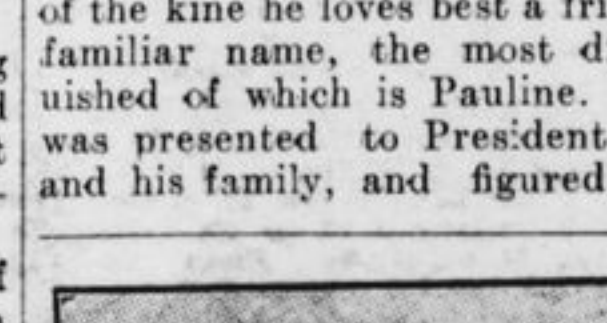 of the kine he loves best a fri
familiar name, the most d
uished of which is Pauline.
was presented to President
and his family, and figured